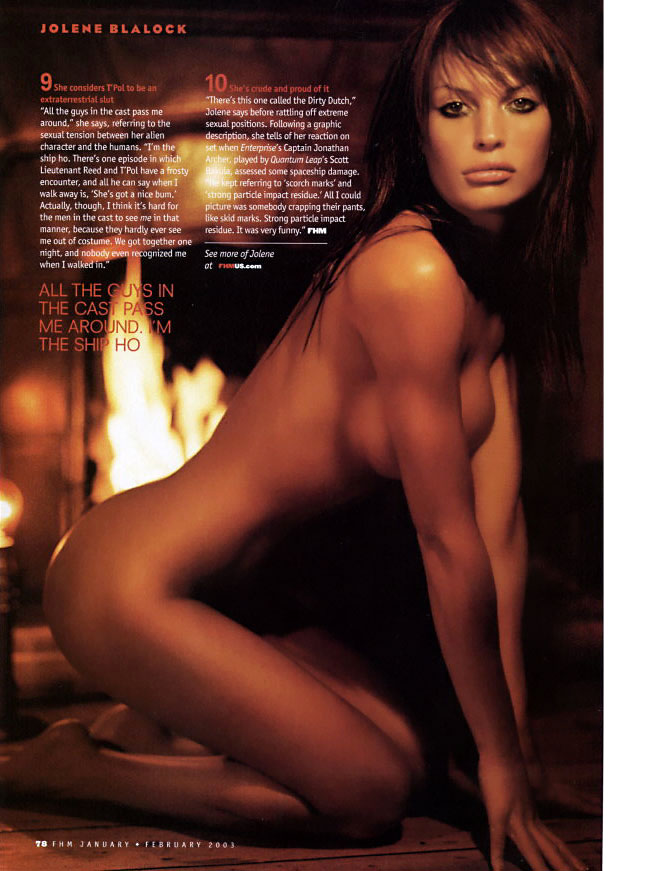 JOLENE BLALOCK
9 She considers T'Pol to be an
extraterrestrial slut
"All the guys in the cast pass me
around," she says, referring to the
sexual tension between her alien
character and the humans. "I'm the
ship ho. There's one episode in which
Lieutenant Reed and T'Pol have a frosty
encounter, and all he can say when I
walk away is, 'She's got a nice bum.'
Actually, though, I think it's hard for
the men in the cast to see me in that
manner, because they hardly ever see
me out of costume. We got together one
night, and nobody even recognized me
when I walked in."
ALL THE GUYS IN
THE CAST PASS
ME AROUND. I'M
THE SHIP HO
10 She's crude and proud of it
"There's this one called the Dirty Dutch,"
Jolene says before rattling off extreme
sexual positions. Following a graphic
description, she tells of her reaction on
set when Enterprise's Captain Jonathan
Archer, played by Quantum Leap's Scott
Bakula, assessed some spaceship damage.
"He kept referring to 'scorch marks' and
'strong particle impact residue.' All I could
picture was somebody crapping their pants,
like skid marks. Strong particle impact
residue. It was very funny." FHM
See more of Jolene
at FHMUS.com
78 FHM JANUARY • FEBRUARY 2003